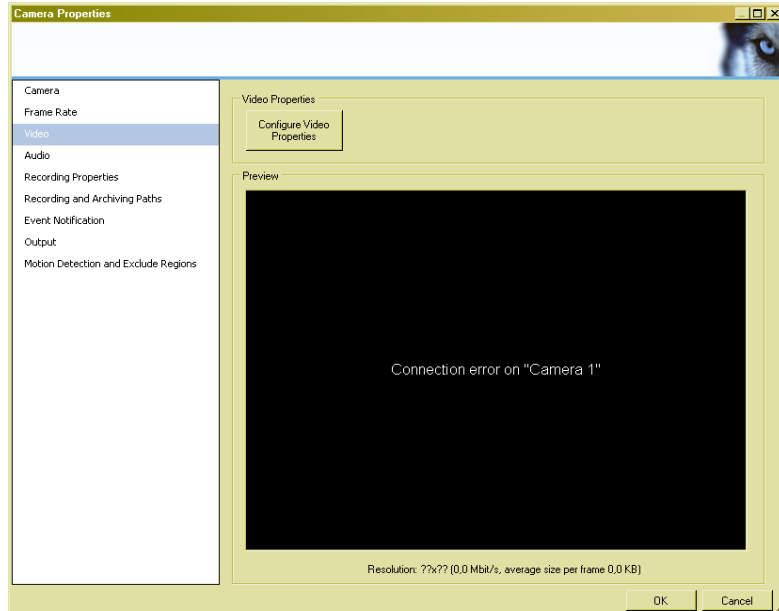 Camera Properties
Camera
Frame Rate
Video
Audio
Recording Properties
Recording and Archiving Paths
Event Notification
Output
Motion Detection and Exclude Regions
Video Properties
Configure Video
Properties
Preview
Connection error on "Camera 1"
Resolution: ??x?? (0,0 Mbit/s, average size per frame 0,0 KB)
OK
Cancel